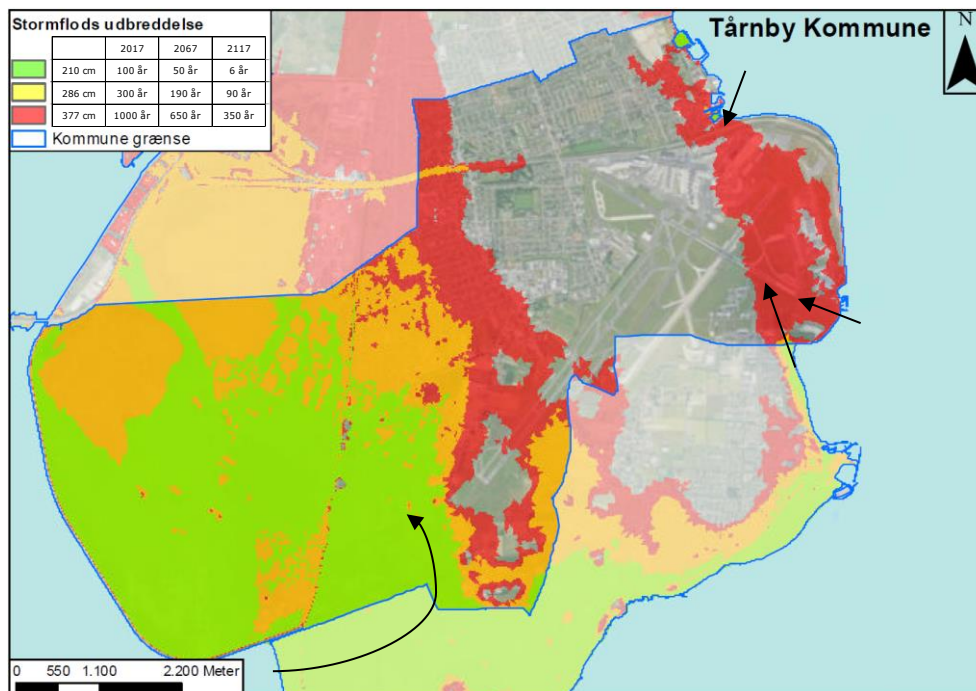 Stormflods udbreddelse
2017 2067 2117
210 cm 100 år 50 år 6 år
286 cm 300 år 190 år 90 år
377 cm 1000 år 650 år 350 år
Kommune grænse
Tårnby Kommune
N
0 550 1.100 2.200 Meter